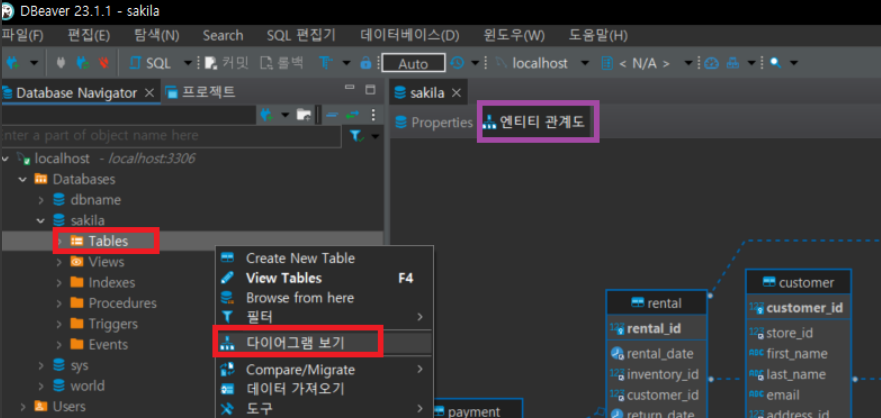 DBeaver 23.1.1 - sakila
파일(F) 편집(E) 탐색(N) Search SQL 편집기 데이터베이스(D) 윈도우(W) 도움말(H)
SQL 커밋 롤백 Auto localhost < N/A >
Database Navigator 프로젝트
Enter a part of object name here
localhost - localhost:3306
Databases
dbname
sakila
Tables
Views
Indexes
Procedures
Triggers
Events
sys
world
Users
Create New Table
View Tables F4
Browse from here
필터
다이어그램 보기
Compare/Migrate
데이터 가져오기
도구
sakila
Properties 엔티티 관계도
rental
rental_id
rental_date
inventory_id
customer_id
return_date
customer
customer_id
store_id
first_name
last_name
email
address_id
payment